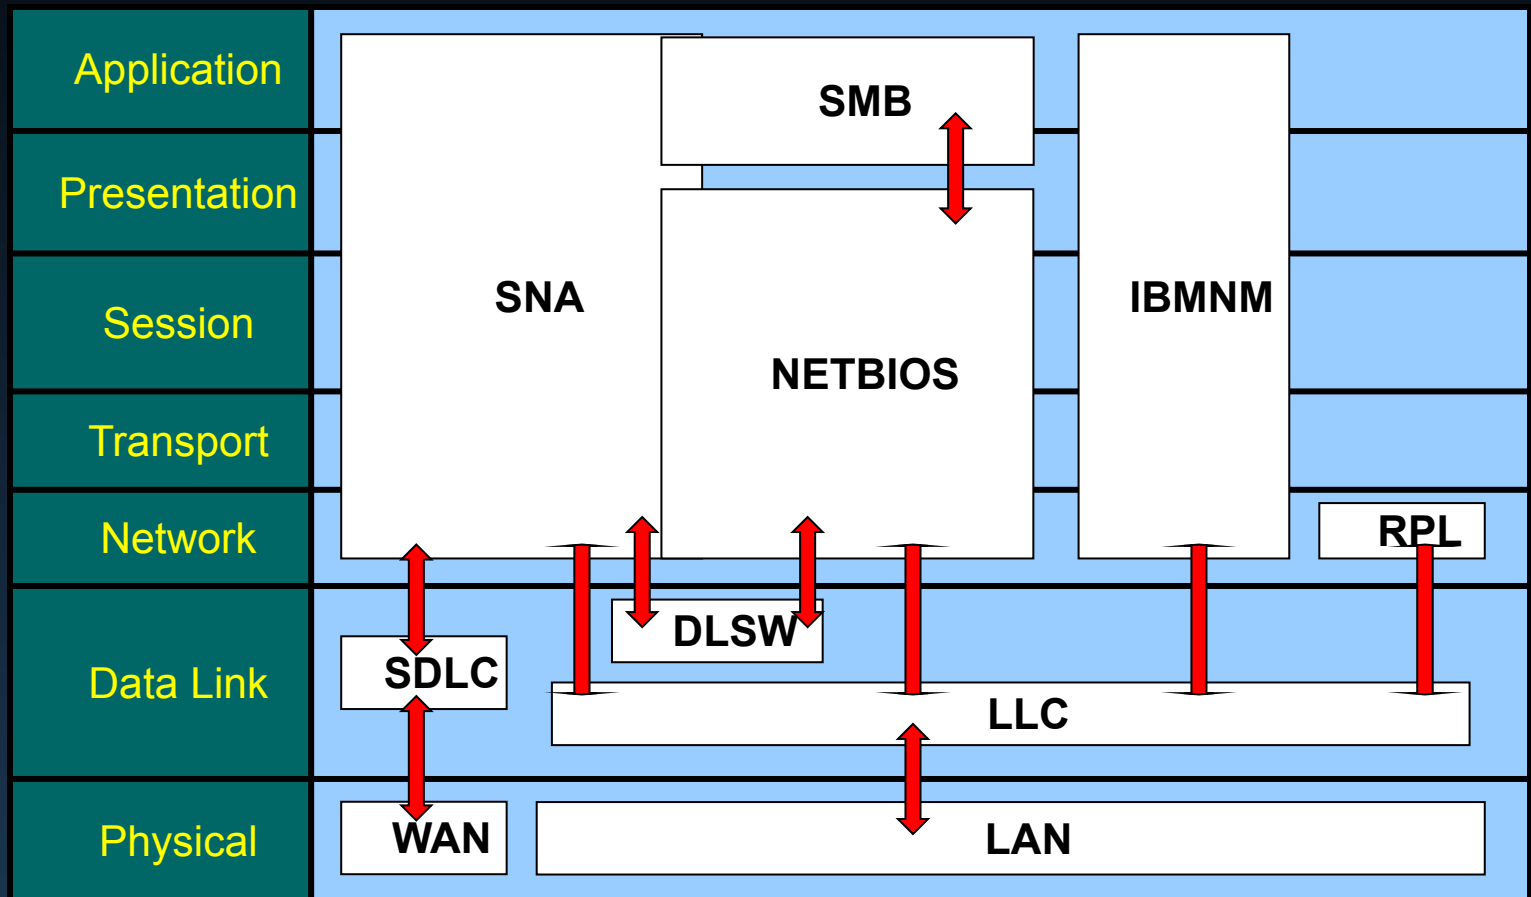 Application
SMB
Presentation
SNA
IBMNM
Session
NETBIOS
Transport
Network
RPL
DLSW
Data Link
SDLC
LLC
Physical
WAN
LAN